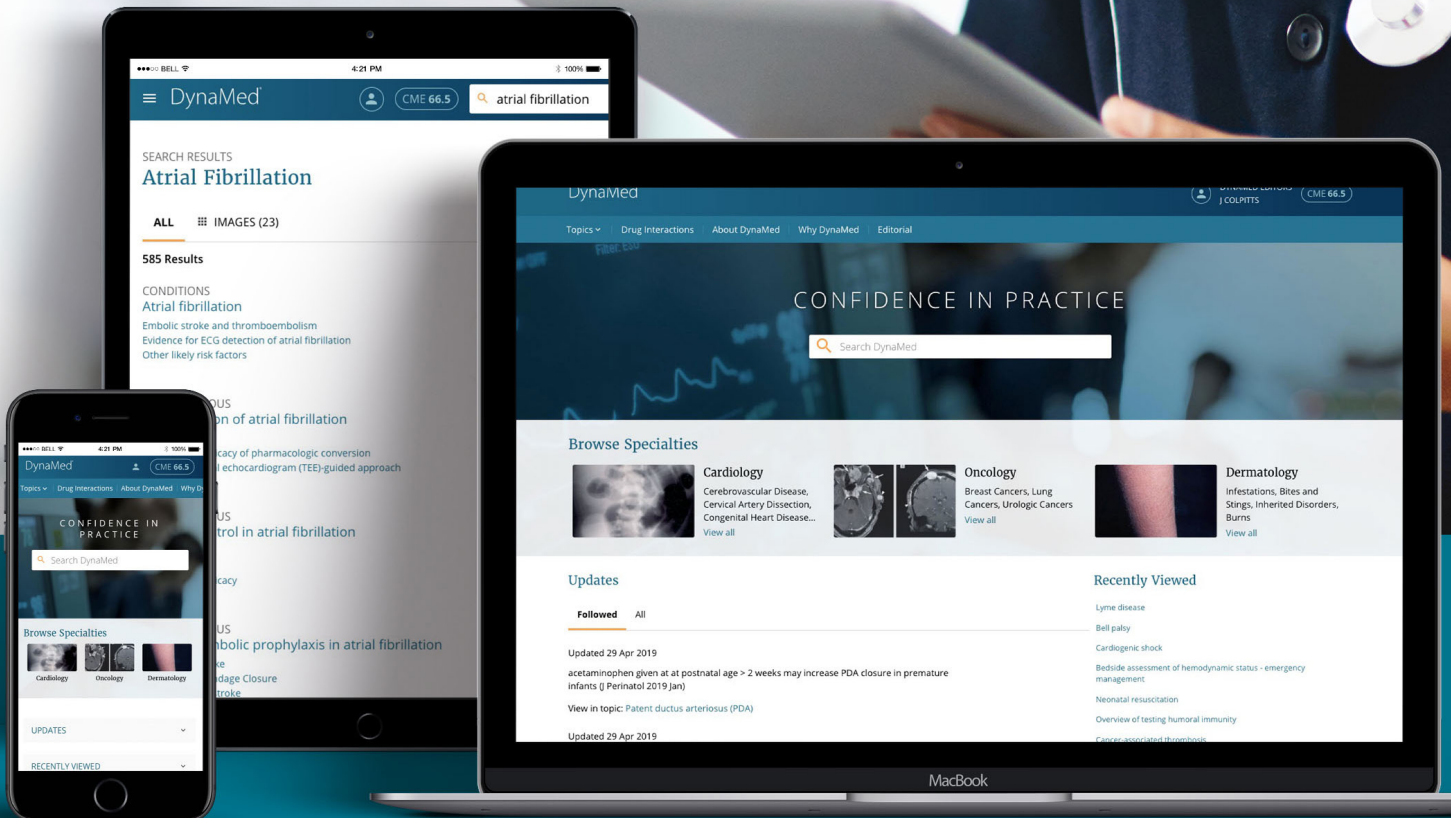 ●●●○○ BELL 4:21 PM 100%
DynaMed
CME 66.5
atrial fibrillation
SEARCH RESULTS
Atrial Fibrillation
ALL IMAGES (23)
585 Results
CONDITIONS
Atrial fibrillation
Embolic stroke and thromboembolism
Evidence for ECG detection of atrial fibrillation
Other likely risk factors
of atrial fibrillation
of pharmacologic conversion
echocardiogram (TEE)-guided approach
in atrial fibrillation
prophylaxis in atrial fibrillation
Closure
●●●○○ BELL 4:21 PM 100%
DynaMed
CME 66.5
Topics Drug Interactions About DynaMed Why
CONFIDENCE IN
PRACTICE
Search DynaMed
Browse Specialties
Cardiology Oncology Dermatology
UPDATES
RECENTLY VIEWED
DynaMed
DYNAMED EDITORS
J COLPITTS
CME 66.5
Topics Drug Interactions About DynaMed Why DynaMed Editorial
CONFIDENCE IN PRACTICE
Search DynaMed
Browse Specialties
Cardiology
Cerebrovascular Disease,
Cervical Artery Dissection,
Congenital Heart Disease...
View all
Oncology
Breast Cancers, Lung
Cancers, Urologic Cancers
View all
Dermatology
Infestations, Bites and
Stings, Inherited Disorders,
Burns
View all
Updates
Followed All
Updated 29 Apr 2019
acetaminophen given at at postnatal age > 2 weeks may increase PDA closure in premature
infants (J Perinatol 2019 Jan)
View in topic: Patent ductus arteriosus (PDA)
Updated 29 Apr 2019
Recently Viewed
Lyme disease
Bell palsy
Cardiogenic shock
Bedside assessment of hemodynamic status - emergency
management
Neonatal resuscitation
Overview of testing humoral immunity
Cancer-associated thrombosis
MacBook